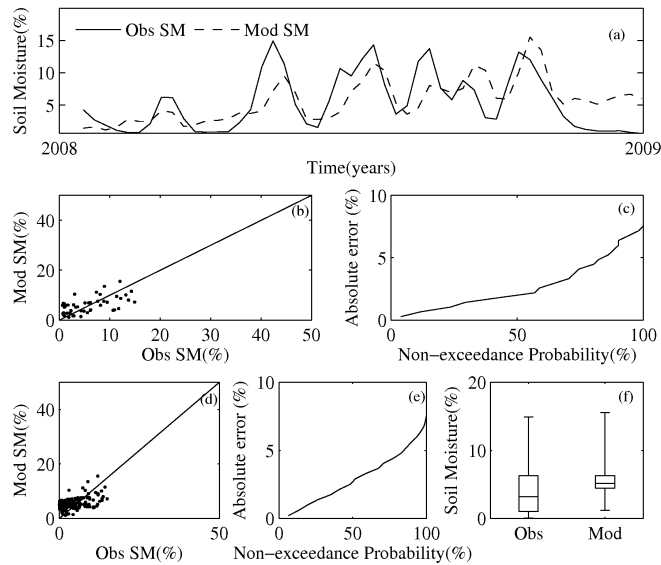 Soil Moisture(%)
15
10
5
Obs SM
Mod SM
(a)
2008
2009
Time(years)
Mod SM(%)
40
20
0
(b)
0
10
20
30
40
50
Obs SM(%)
Absolute error (%)
10
5
0
(c)
0
50
100
Non−exceedance Probability(%)
Mod SM(%)
40
20
0
(d)
0
50
Obs SM(%)
Absolute error (%)
10
5
0
(e)
0
50
100
Non−exceedance Probability(%)
Soil Moisture(%)
20
10
0
(f)
Obs
Mod